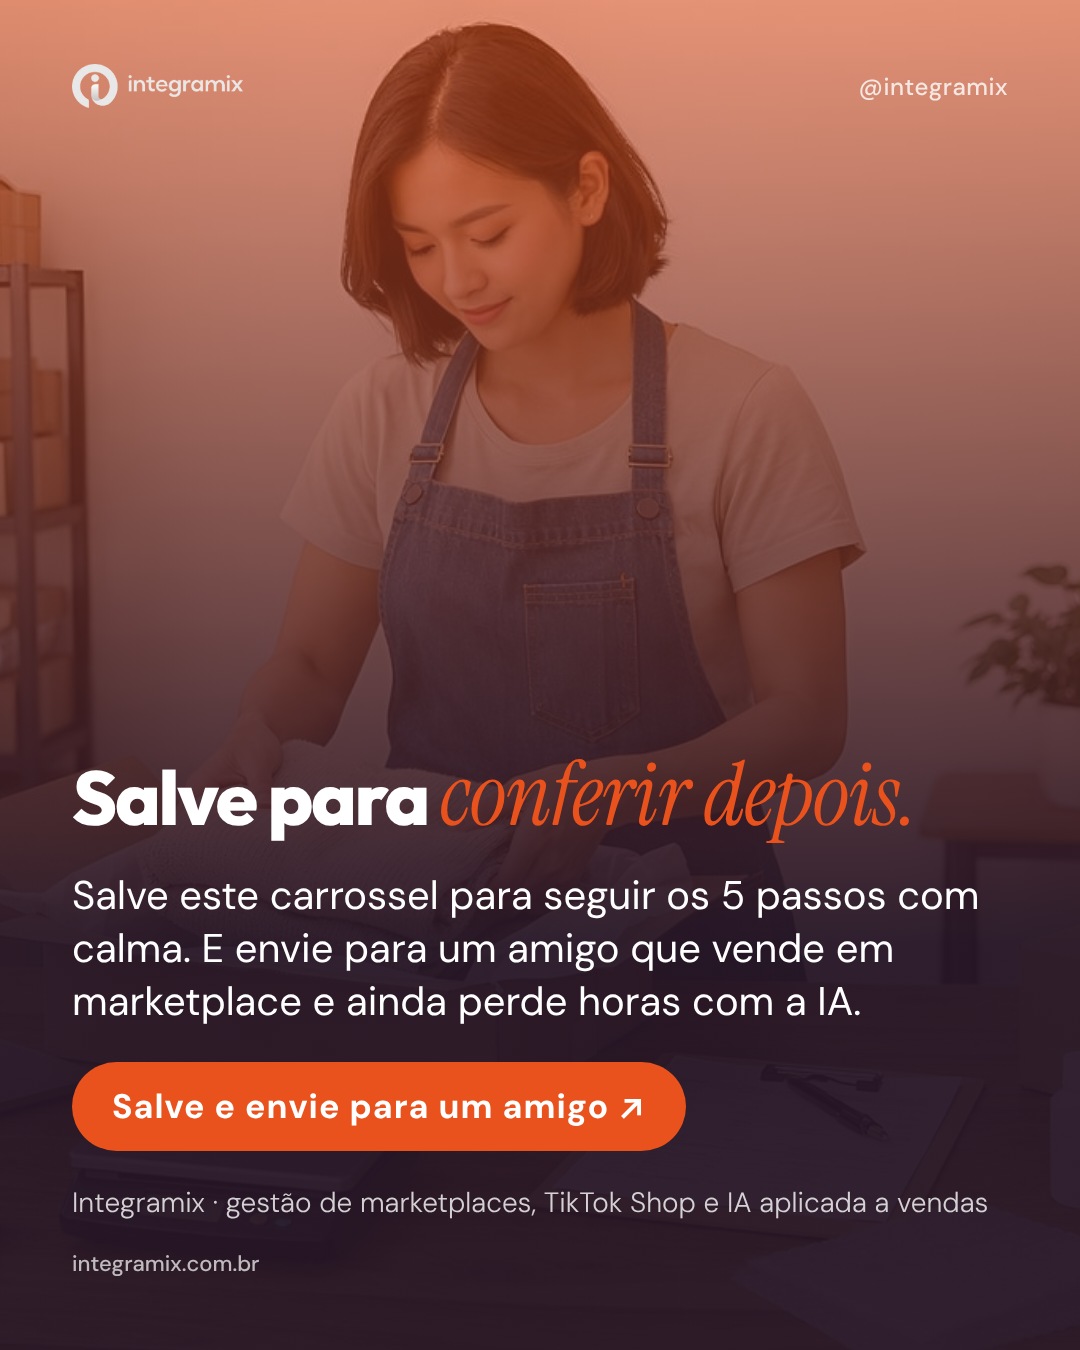 integramix
@integramix
Salve para conferir depois.
Salve este carrossel para seguir os 5 passos com
calma. E envie para um amigo que vende em
marketplace e ainda perde horas com a IA.
Salve e envie para um amigo ↗
Integramix · gestão de marketplaces, TikTok Shop e IA aplicada a vendas
integramix.com.br